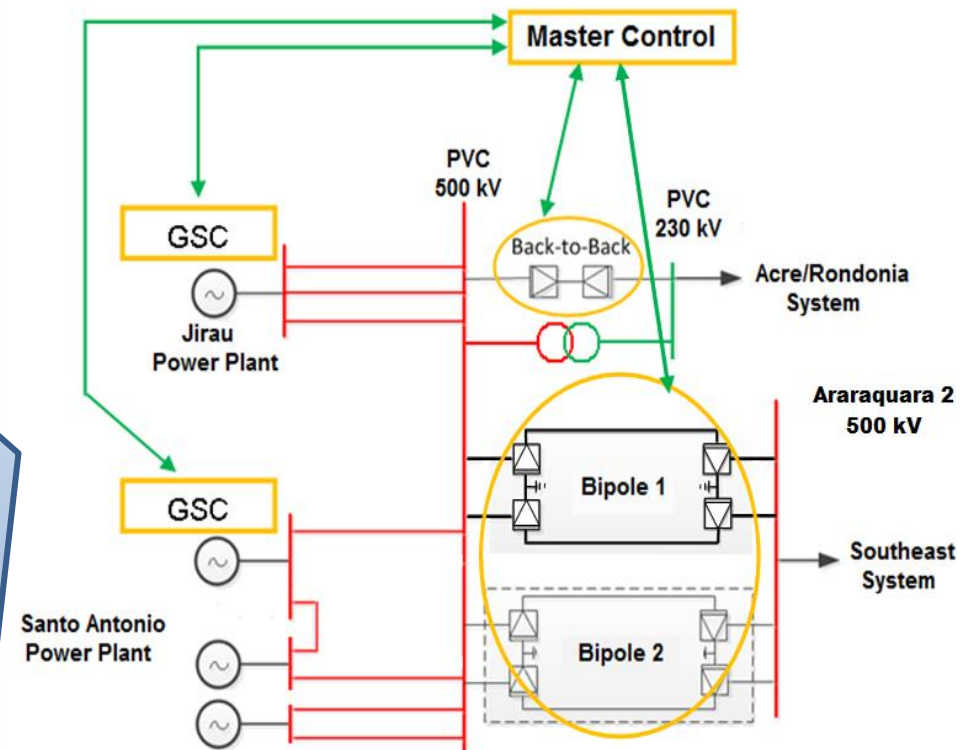 Master Control
PVC
500 kV
PVC
230 kV
GSC
Back-to-Back
Acre/Rondonia
System
Jirau
Power Plant
Araraquara 2
500 kV
GSC
Bipole 1
Southeast
System
Santo Antonio
Power Plant
Bipole 2